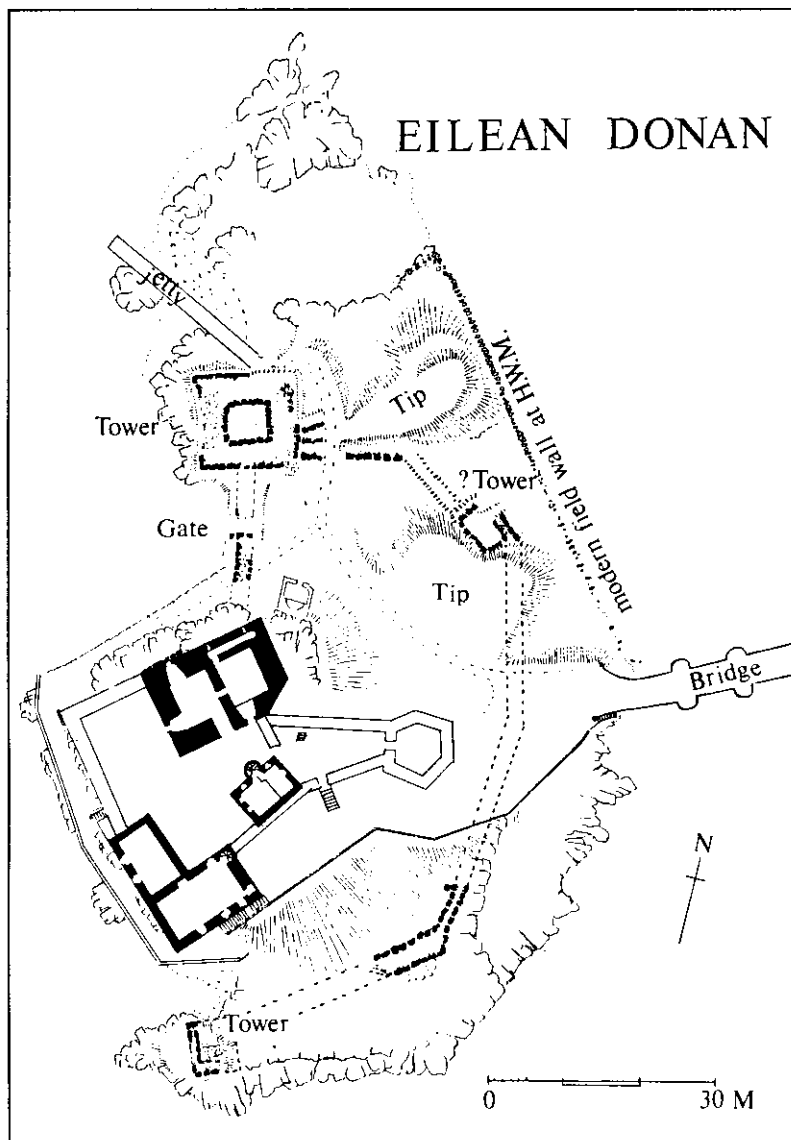 EILEAN DONAN
jetty
Tip
Tower
? Tower
modern field wall at H.W.M.
Gate
Tip
Bridge
N
Tower
0 30 M